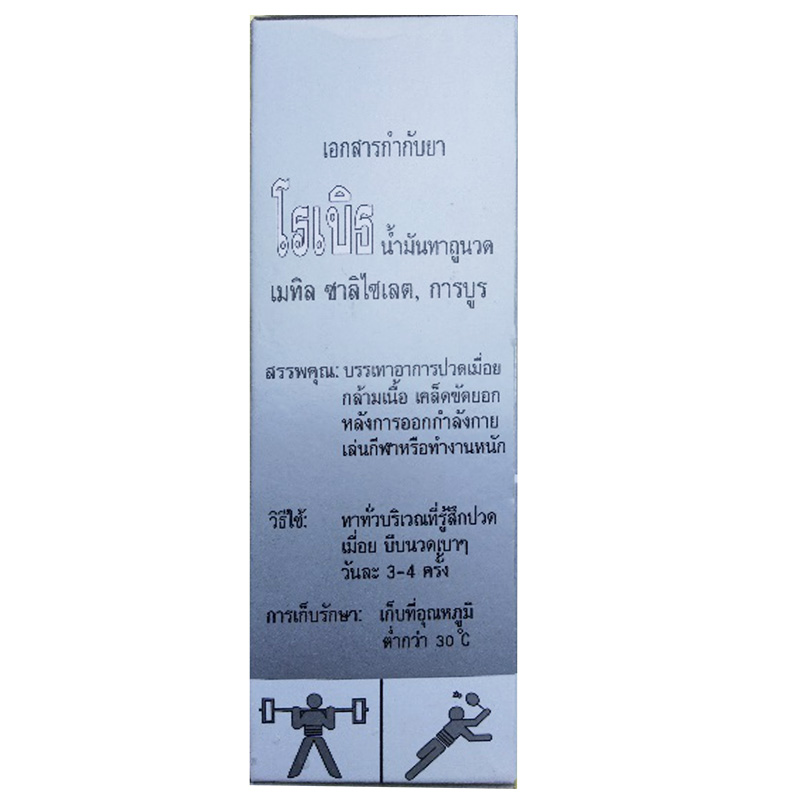 เอกสารกำกับยา
โรเบิธ น้ำมันทาถูนวด
เมทิล ซาลิไซเลต, การบูร
สรรพคุณ: บรรเทาอาการปวดเมื่อย
กล้ามเนื้อ เคล็ดขัดยอก
หลังการออกกำลังกาย
เล่นกีฬาหรือทำงานหนัก
วิธีใช้: ทาทั่วบริเวณที่รู้สึกปวด
เมื่อย บีบนวดเบาๆ
วันละ 3-4 ครั้ง
การเก็บรักษา: เก็บที่อุณหภูมิ
ต่ำกว่า 30 °C